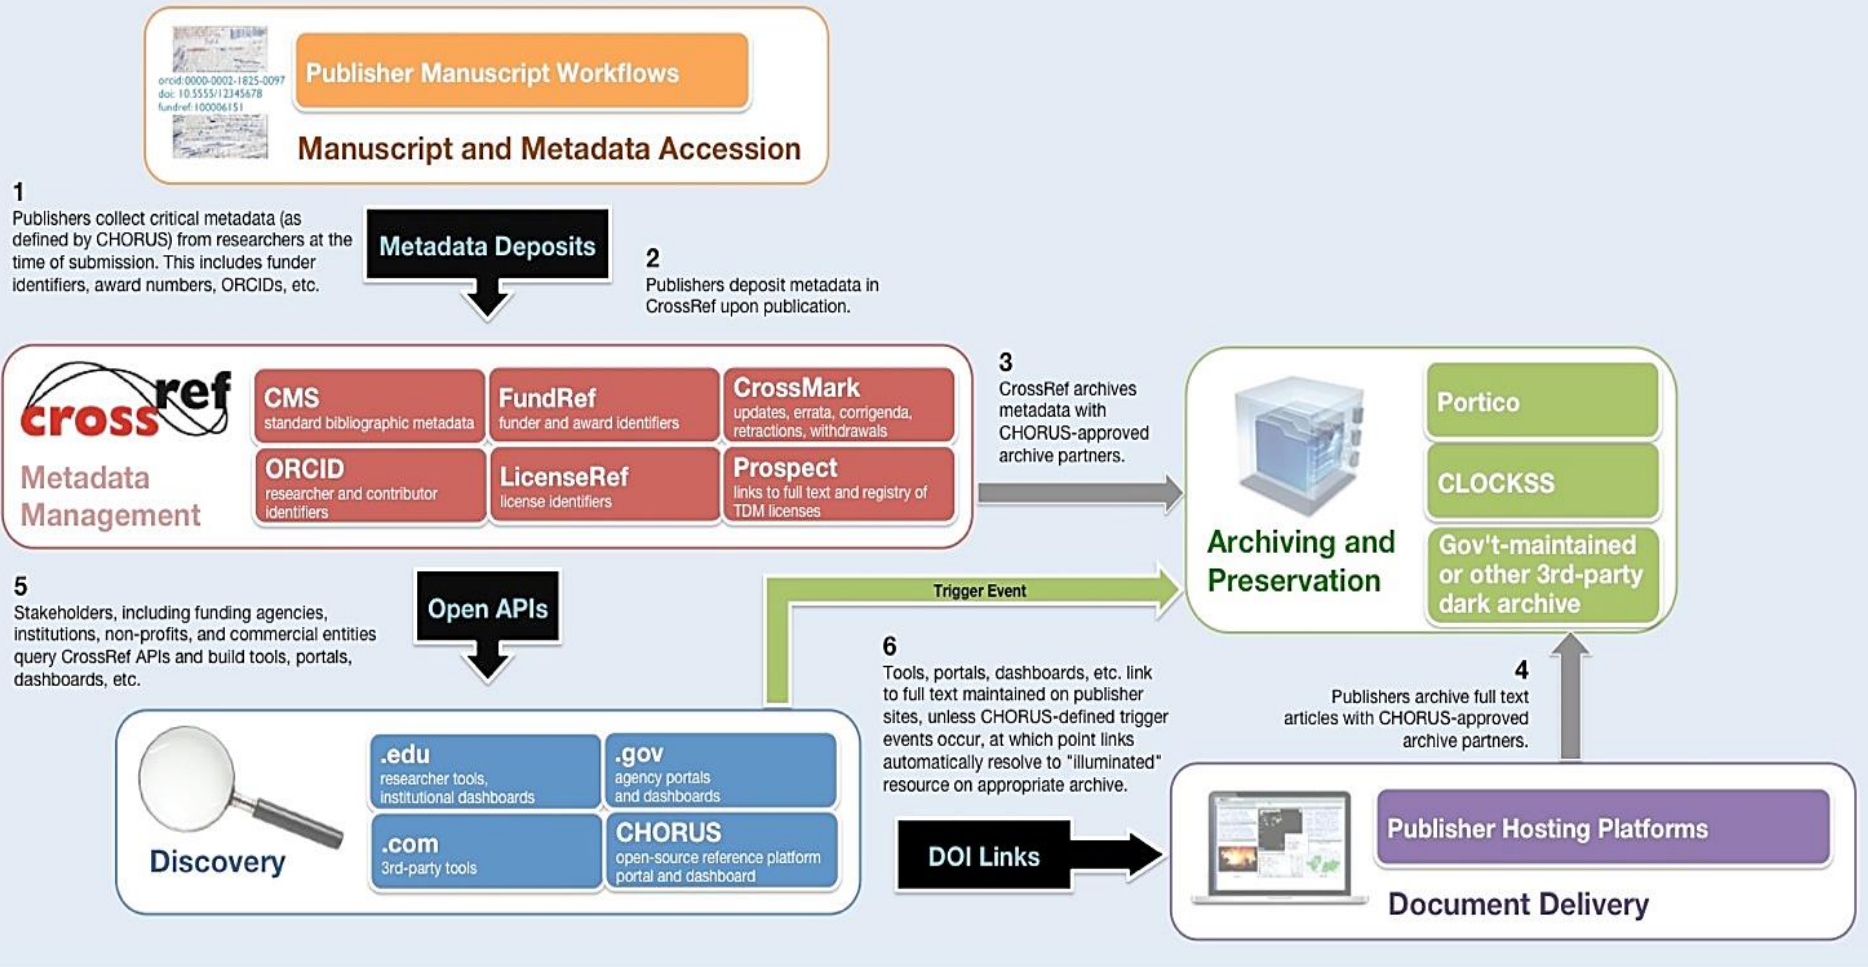 orcid:0000-0002-1825-0097
doi: 10.5555/12345678
fundref:100006151
Publisher Manuscript Workflows
Manuscript and Metadata Accession
1
Publishers collect critical metadata (as
defined by CHORUS) from researchers at the
time of submission. This includes funder
identifiers, award numbers, ORCIDs, etc.
Metadata Deposits
2
Publishers deposit metadata in
CrossRef upon publication.
crossref
Metadata
Management
CMS
standard bibliographic metadata
FundRef
funder and award identifiers
CrossMark
updates, errata, corrigenda,
retractions, withdrawals
ORCID
researcher and contributor
identifiers
LicenseRef
license identifiers
Prospect
links to full text and registry of
TDM licenses
3
CrossRef archives
metadata with
CHORUS-approved
archive partners.
Archiving and
Preservation
Portico
CLOCKSS
Gov't-maintained
or other 3rd-party
dark archive
5
Stakeholders, including funding agencies,
institutions, non-profits, and commercial entities
query CrossRef APIs and build tools, portals,
dashboards, etc.
Open APIs
Trigger Event
6
Tools, portals, dashboards, etc. link
to full text maintained on publisher
sites, unless CHORUS-defined trigger
events occur, at which point links
automatically resolve to "illuminated"
resource on appropriate archive.
4
Publishers archive full text
articles with CHORUS-approved
archive partners.
Discovery
.edu
researcher tools,
institutional dashboards
.gov
agency portals
and dashboards
.com
3rd-party tools
CHORUS
open-source reference platform
portal and dashboard
DOI Links
Publisher Hosting Platforms
Document Delivery